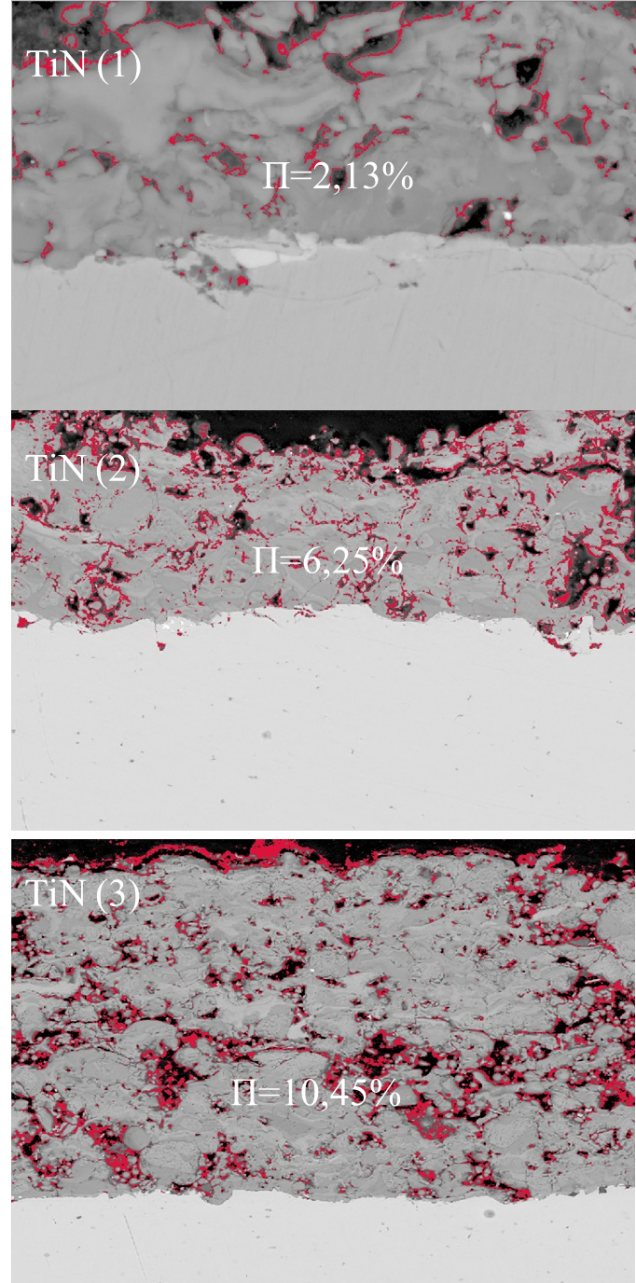 TiN (1)
П=2,13%
TiN (2)
П=6,25%
TiN (3)
П=10,45%